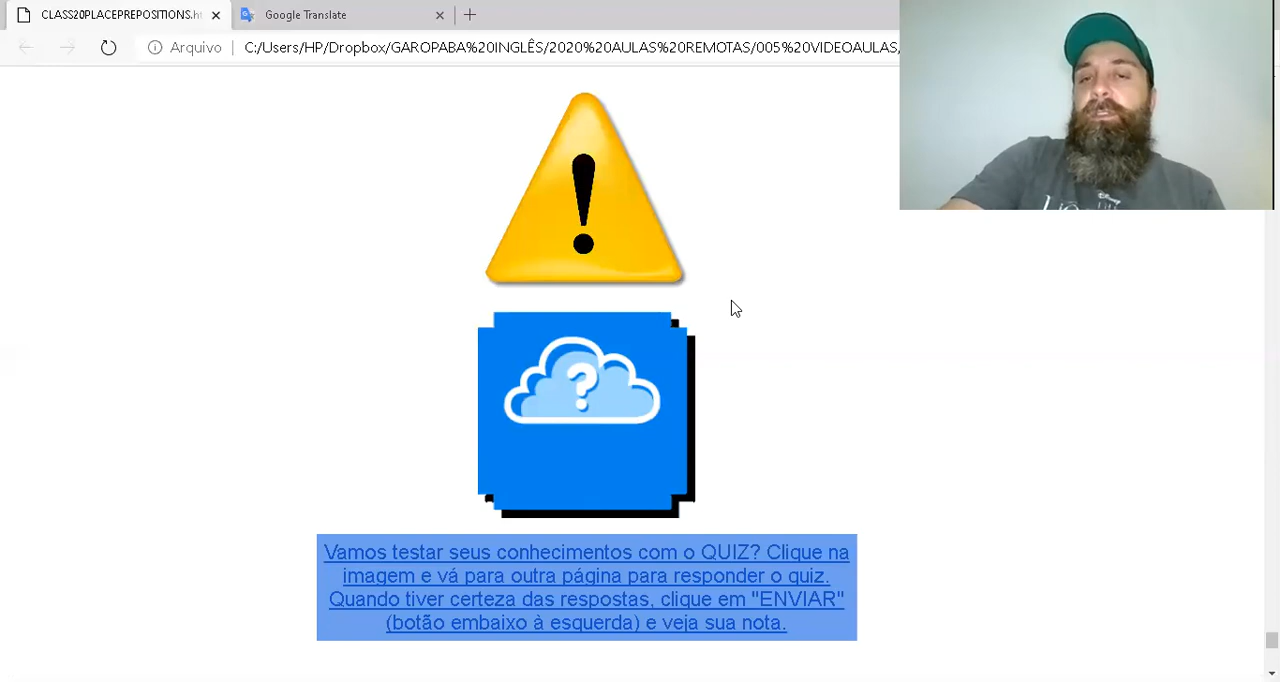 CLASS20PLACEPREPOSITIONS.h
Google Translate
Arquivo
C:/Users/HP/Dropbox/GAROPABA%20INGLÊS/2020%20AULAS%20REMOTAS/005%20VIDEOAULAS,
!
?
Vamos testar seus conhecimentos com o QUIZ? Clique na
imagem e vá para outra página para responder o quiz.
Quando tiver certeza das respostas, clique em "ENVIAR"
(botão embaixo à esquerda) e veja sua nota.